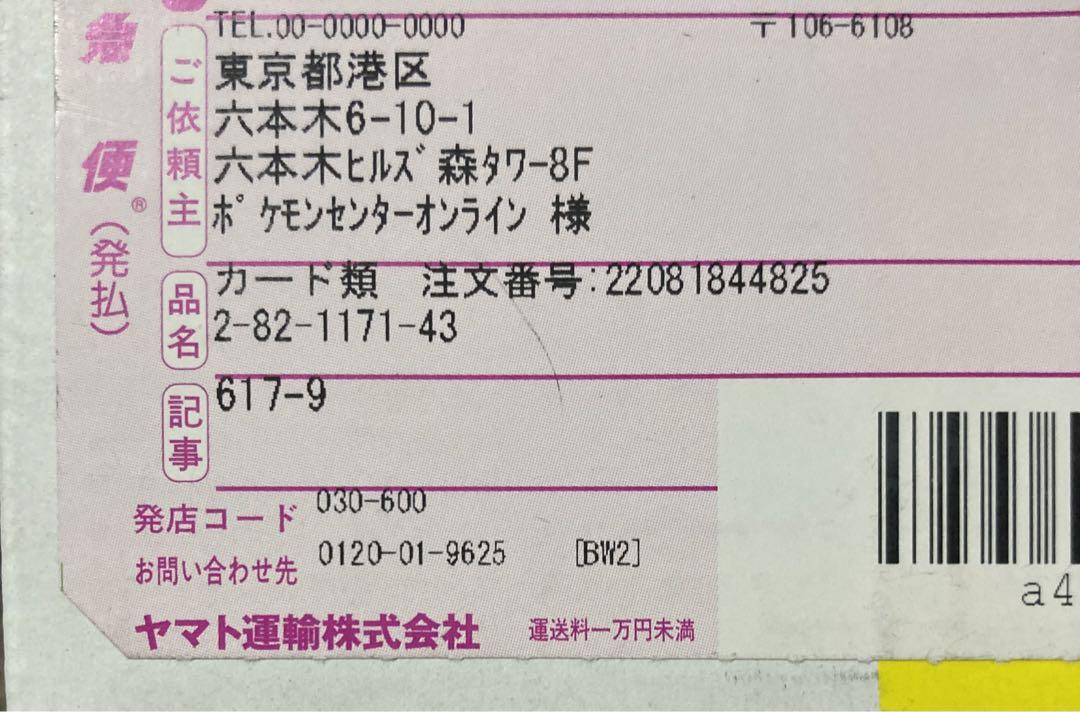 TEL.00-0000-0000 〒106-6108
急便®(発払)
ご依頼主
東京都港区
六本木6-10-1
六本木ヒルズ 森タワー8F
ポケモンセンターオンライン 様
品名
カード類 注文番号:22081844825
2-82-1171-43
記事
617-9
発店コード 030-600
お問い合わせ先 0120-01-9625 [BW2]
ヤマト運輸株式会社 運送料一万円未満
a4